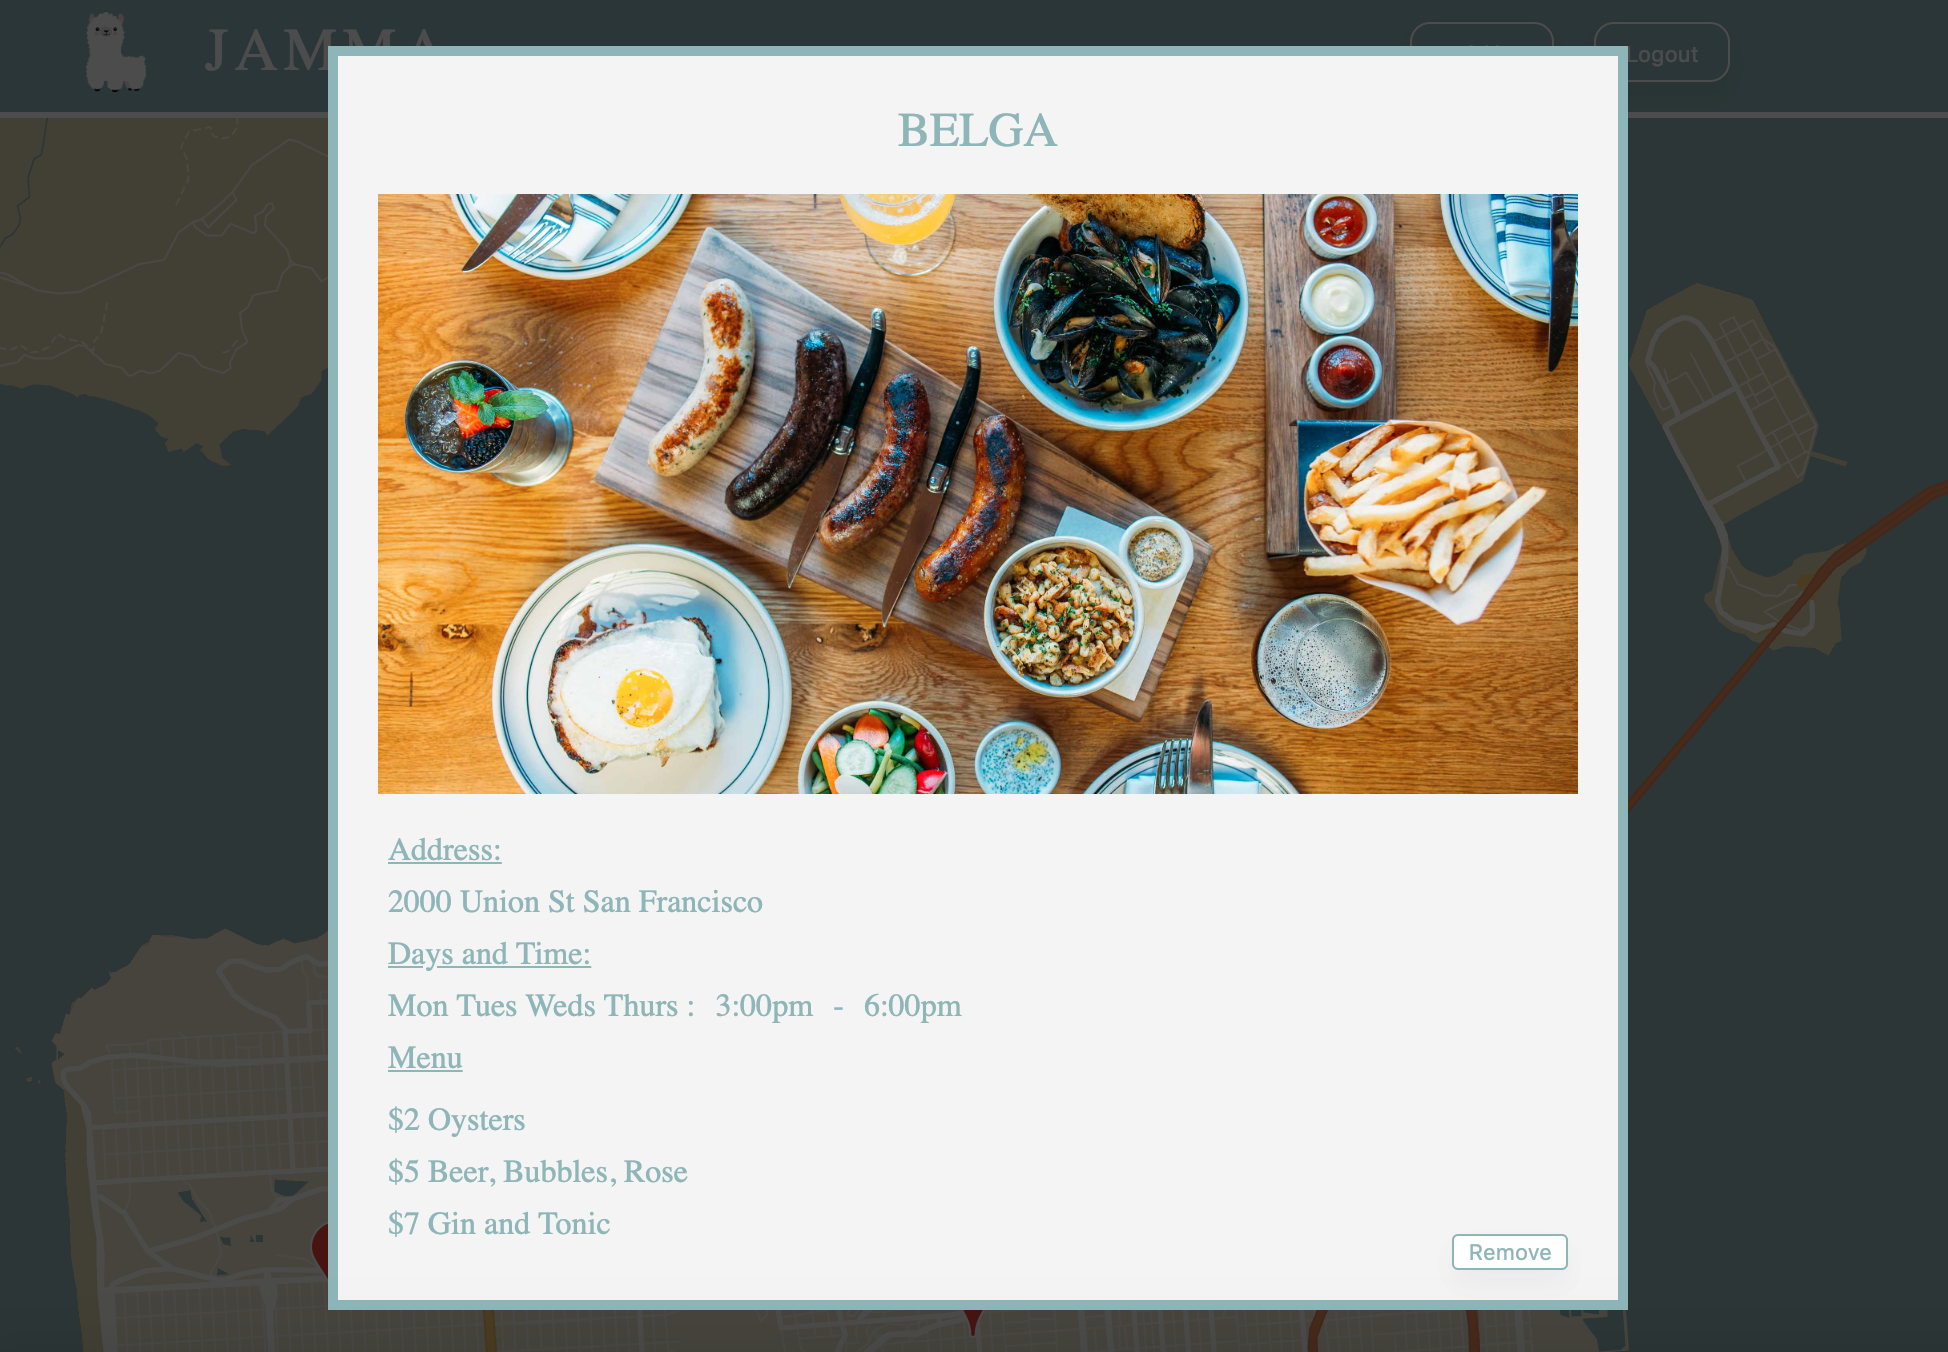 JAMMA
Logout
BELGA
Address:
2000 Union St San Francisco
Days and Time:
Mon Tues Weds Thurs : 3:00pm - 6:00pm
Menu
$2 Oysters
$5 Beer, Bubbles, Rose
$7 Gin and Tonic
Remove